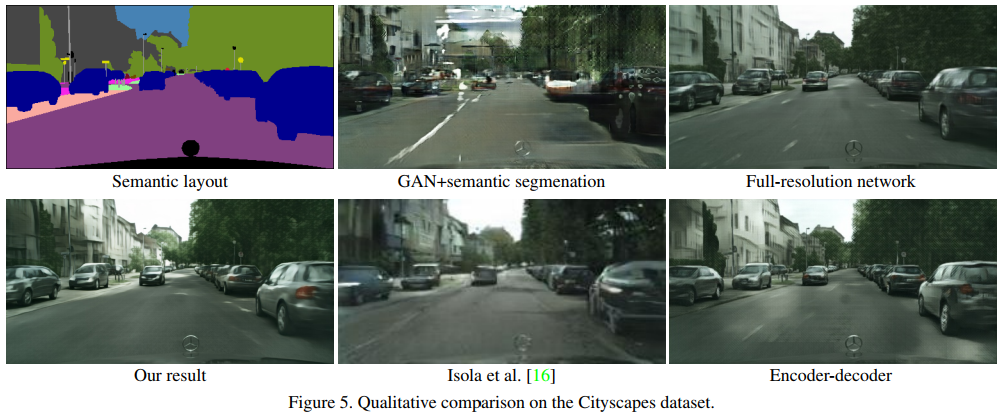 Semantic layout
GAN+semantic segmenation
Full-resolution network
Our result
Isola et al. [16]
Encoder-decoder
Figure 5. Qualitative comparison on the Cityscapes dataset.